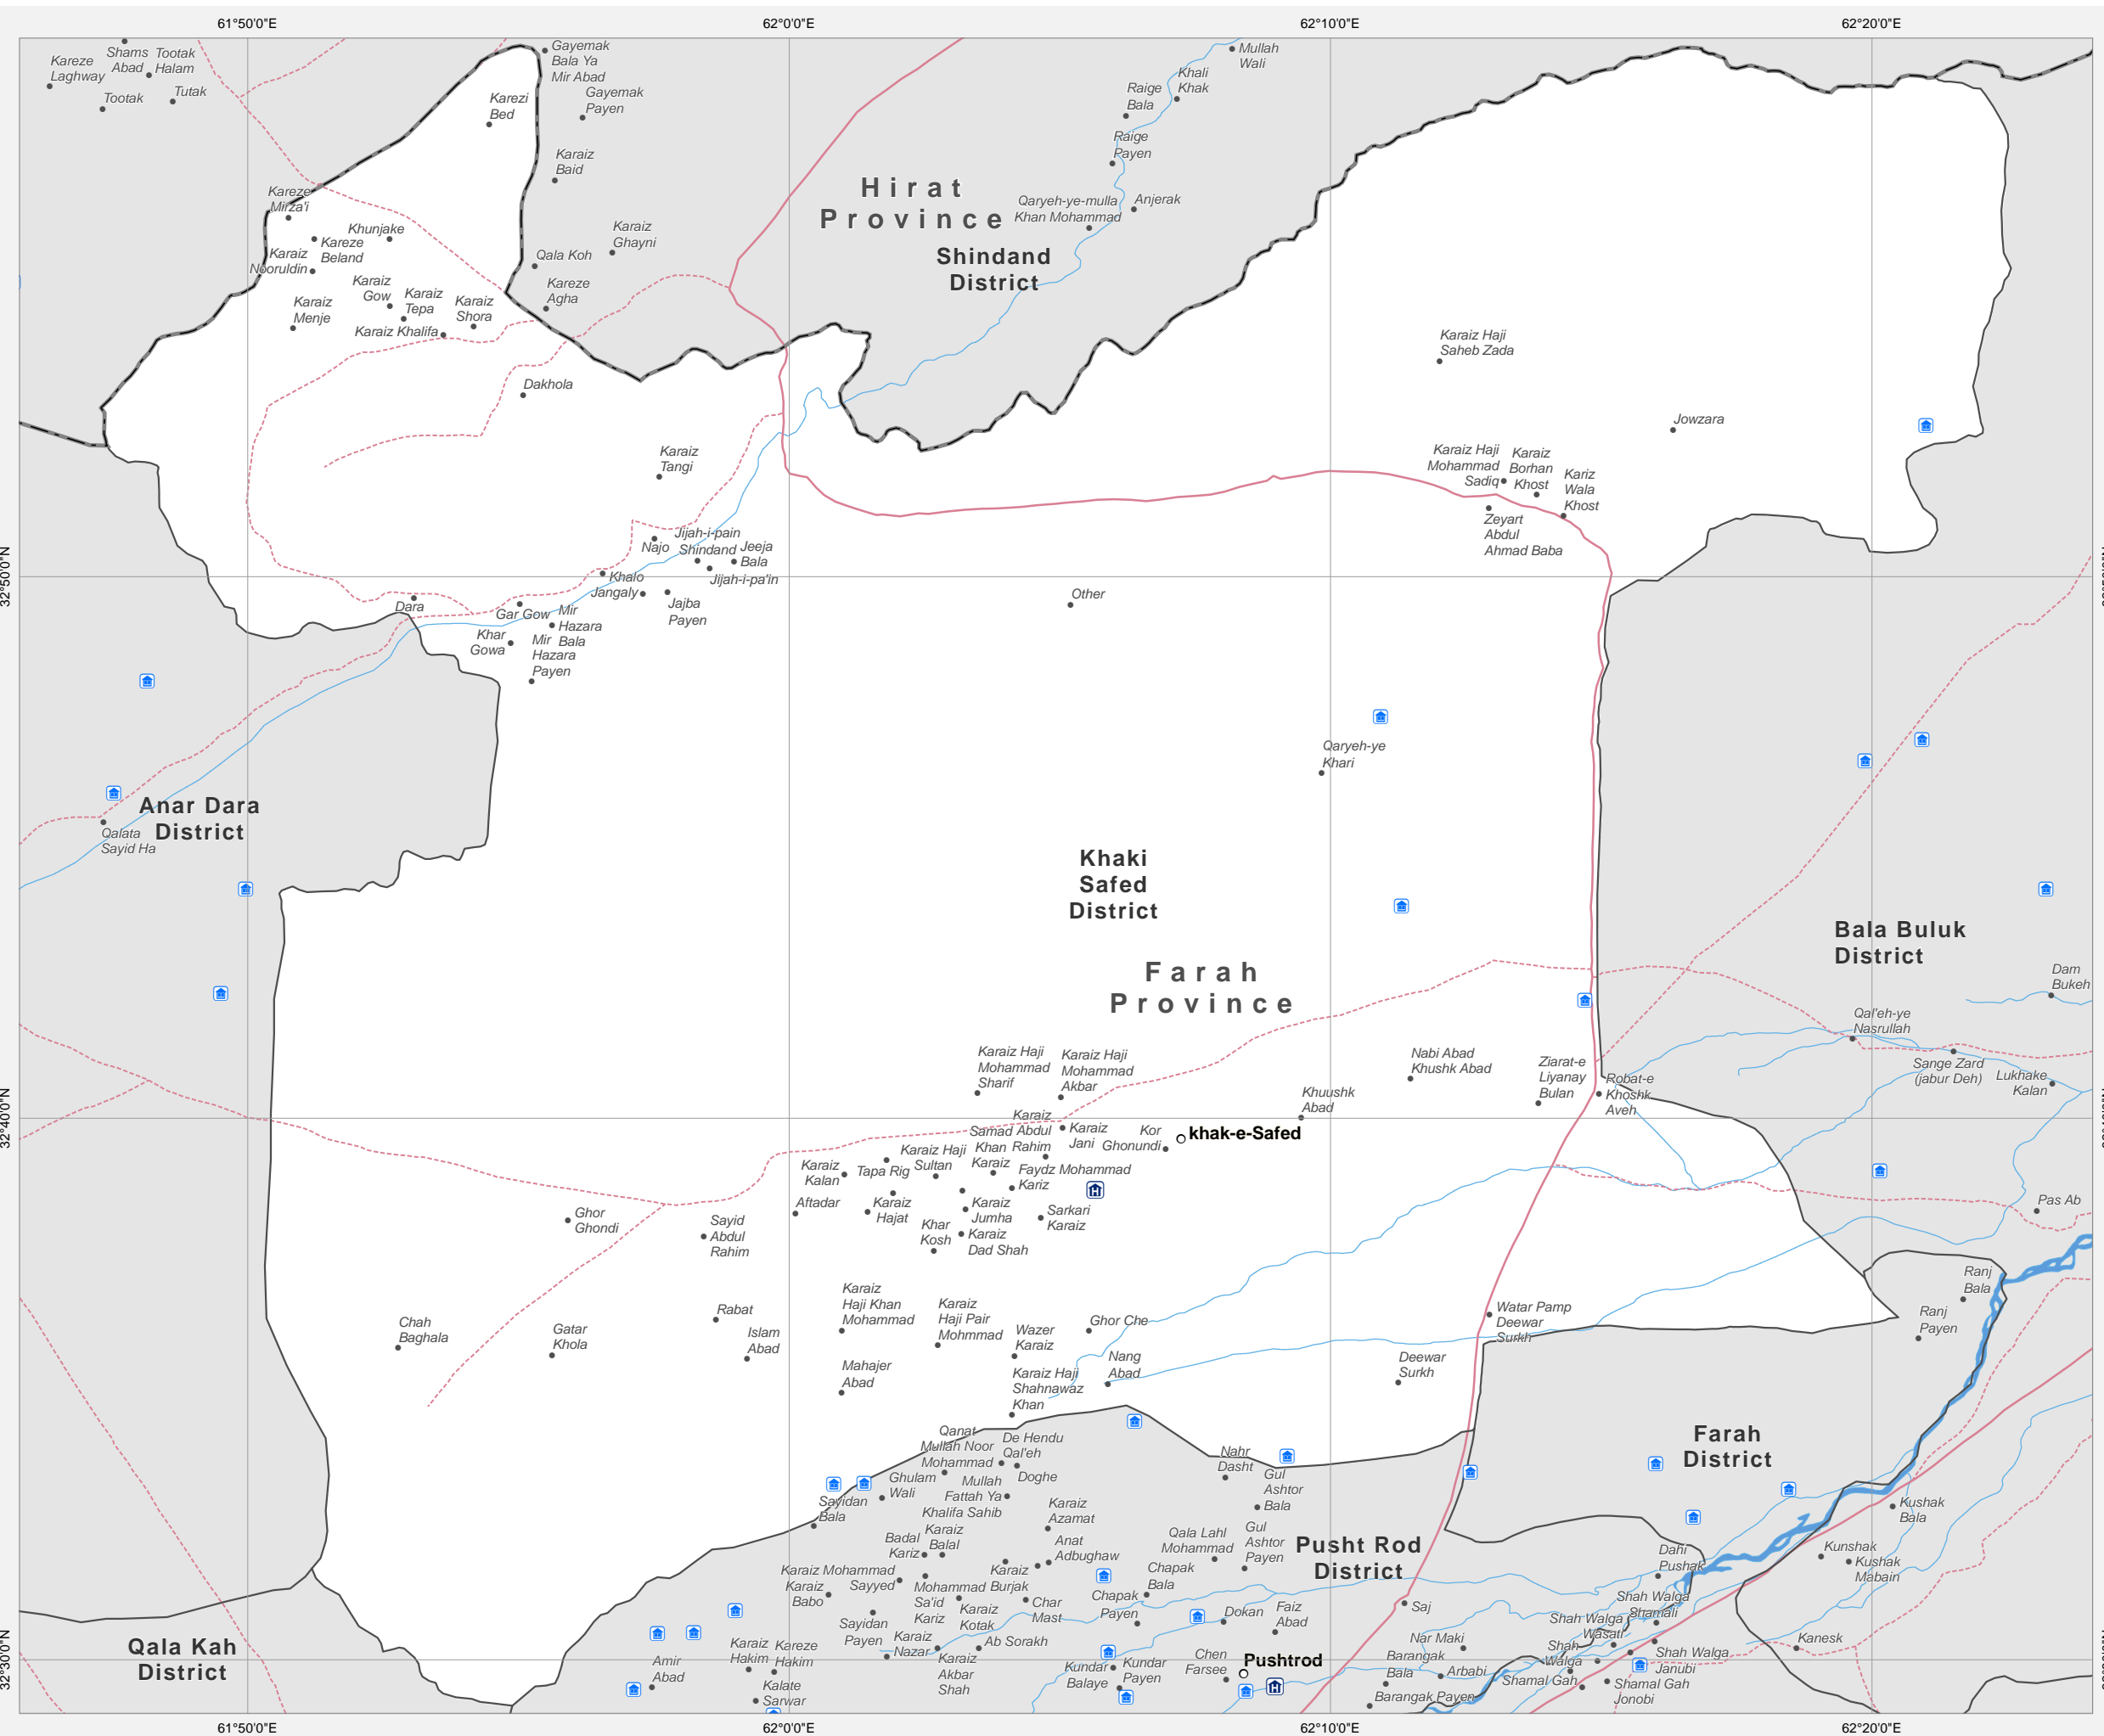 61°50'0"E
62°0'0"E
62°10'0"E
62°20'0"E
Kareze
Laghway
Shams
Abad
Tootak
Halam
Tootak
Tutak
Gayemak
Bala Ya
Mir Abad
Gayemak
Payen
Karezi
Bed
Karaiz
Baid
Mullah
Wali
Khali
Khak
Raige
Bala
Raige
Payen
Hirat
Province
Qaryeh-ye-mulla
Khan Mohammad
Anjerak
Shindand
District
Kareze
Mirza'i
Khunjake
Kareze
Beland
Karaiz
Nooruldin
Karaiz
Ghayni
Qala Koh
Kareze
Agha
Karaiz
Gow
Karaiz
Tepa
Karaiz
Shora
Karaiz
Menje
Karaiz Khalifa
Dakhola
Karaiz Haji
Saheb Zada
Jowzara
Karaiz
Tangi
Karaiz Haji
Mohammad
Sadiq
Karaiz
Borhan
Khost
Kariz
Wala
Khost
Zeyart
Abdul
Ahmad Baba
Jijah-i-pain
Najo
Shindand
Jeeja
Bala
Jijah-i-pa'in
32°50'0"N
Khalo
Jangaly
Jajba
Payen
Other
Dara
Gar Gow
Mir
Hazara
Bala
Khar
Gowa
Mir
Hazara
Payen
Qaryeh-ye
Khari
Anar Dara
District
Qalata
Sayid Ha
Khaki
Safed
District
Bala Buluk
District
Farah
Province
Dam
Bukeh
Qal'eh-ye
Nasrullah
Sange Zard
(jabur Deh)
Lukhake
Kalan
Karaiz Haji
Mohammad
Sharif
Karaiz Haji
Mohammad
Akbar
Nabi Abad
Khushk Abad
Ziarat-e
Liyanay
Bulan
Robat-e
Khoshk
Aveh
Khuushk
Abad
32°40'0"N
Karaiz
Samad Abdul
Khan Rahim
Karaiz
Jani
Kor
Ghonundi
khak-e-Safed
Karaiz
Kalan
Tapa Rig
Karaiz Haji
Sultan
Karaiz
Faydz Mohammad
Kariz
Aftadar
Karaiz
Hajat
Karaiz
Jumha
Sarkari
Karaiz
Khar
Kosh
Karaiz
Dad Shah
Ghor
Ghondi
Sayid
Abdul
Rahim
Pas Ab
Ranj
Bala
Ranj
Payen
Karaiz
Haji Khan
Mohammad
Karaiz
Haji Pair
Mohmmad
Rabat
Islam
Abad
Chah
Baghala
Gatar
Khola
Wazer
Karaiz
Ghor Che
Watar Pamp
Deewar
Surkh
Mahajer
Abad
Karaiz Haji
Shahnawaz
Khan
Nang
Abad
Deewar
Surkh
Farah
District
Qanat
Mullah Noor
Mohammad
De Hendu
Qal'eh
Doghe
Ghulam
Wali
Mullah
Fattah Ya
Khalifa Sahib
Nahr
Dasht
Gul
Ashtor
Bala
Sayidan
Bala
Karaiz
Azamat
Kushak
Bala
Badal
Kariz
Karaiz
Balal
Anat
Adbughaw
Qala Lahl
Mohammad
Gul
Ashtor
Payen
Pusht Rod
District
Dahi
Pushak
Kunshak
Kushak
Mabain
Karaiz Mohammad
Sayyed
Karaiz
Babo
Mohammad
Sa'id
Kariz
Karaiz
Burjak
Karaiz
Kotak
Char
Mast
Chapak
Bala
Chapak
Payen
Dokan
Faiz
Abad
Saj
Shah Walga
Shamali
Shah Walga
Wasati
Shah
Walga
Shah Walga
Janubi
Kanesk
Sayidan
Payen
Karaiz
Nazar
Ab Sorakh
Karaiz
Akbar
Shah
Nar Maki
Barangak
Bala
Arbabi
Shamal Gah
Shamal Gah
Jonobi
Barangak Payen
Qala Kah
District
32°30'0"N
Amir
Abad
Karaiz
Hakim
Kareze
Hakim
Kalate
Sarwar
Kundar
Balaye
Kundar
Payen
Chen
Farsee
Pushtrod
61°50'0"E
62°0'0"E
62°10'0"E
62°20'0"E